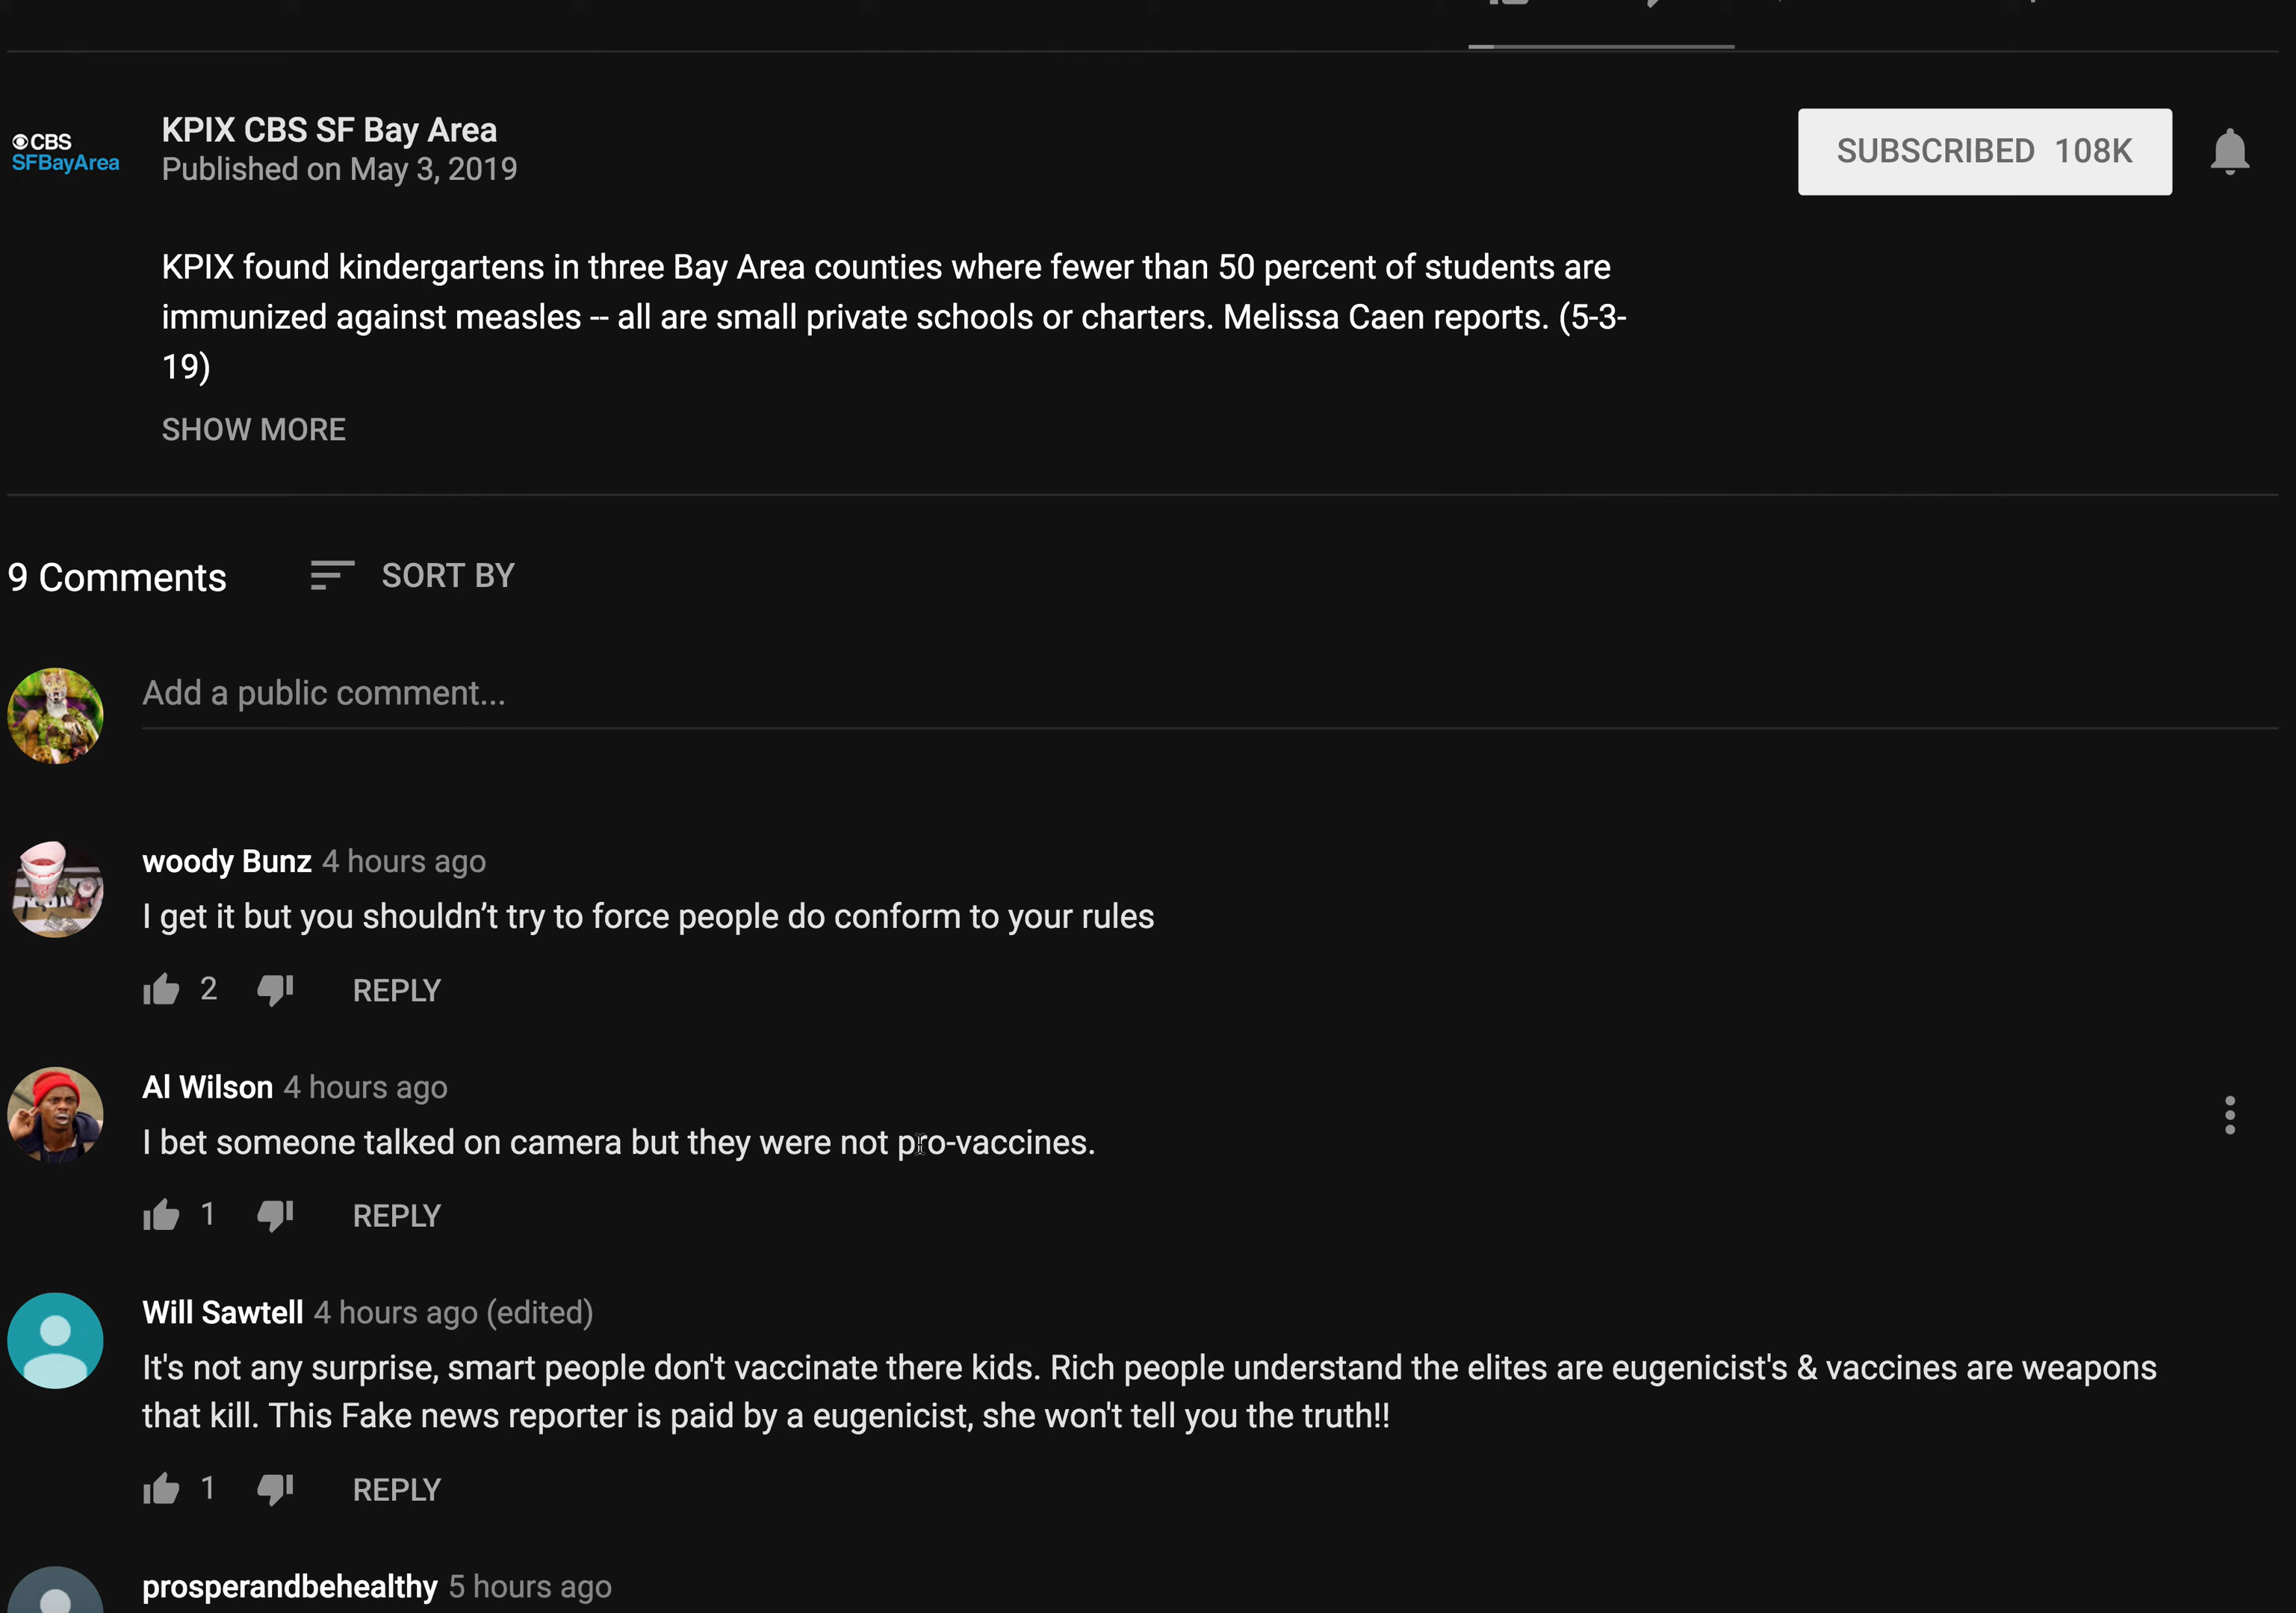 CBS
SFBayArea
KPIX CBS SF Bay Area
Published on May 3, 2019
SUBSCRIBED 108K
KPIX found kindergartens in three Bay Area counties where fewer than 50 percent of students are
immunized against measles -- all are small private schools or charters. Melissa Caen reports. (5-3-
19)
SHOW MORE
9 Comments SORT BY
Add a public comment...
woody Bunz 4 hours ago
I get it but you shouldn’t try to force people do conform to your rules
2 REPLY
Al Wilson 4 hours ago
I bet someone talked on camera but they were not pro-vaccines.
1 REPLY
Will Sawtell 4 hours ago (edited)
It's not any surprise, smart people don't vaccinate there kids. Rich people understand the elites are eugenicist's & vaccines are weapons
that kill. This Fake news reporter is paid by a eugenicist, she won't tell you the truth!!
1 REPLY
prosperandbehealthy 5 hours ago